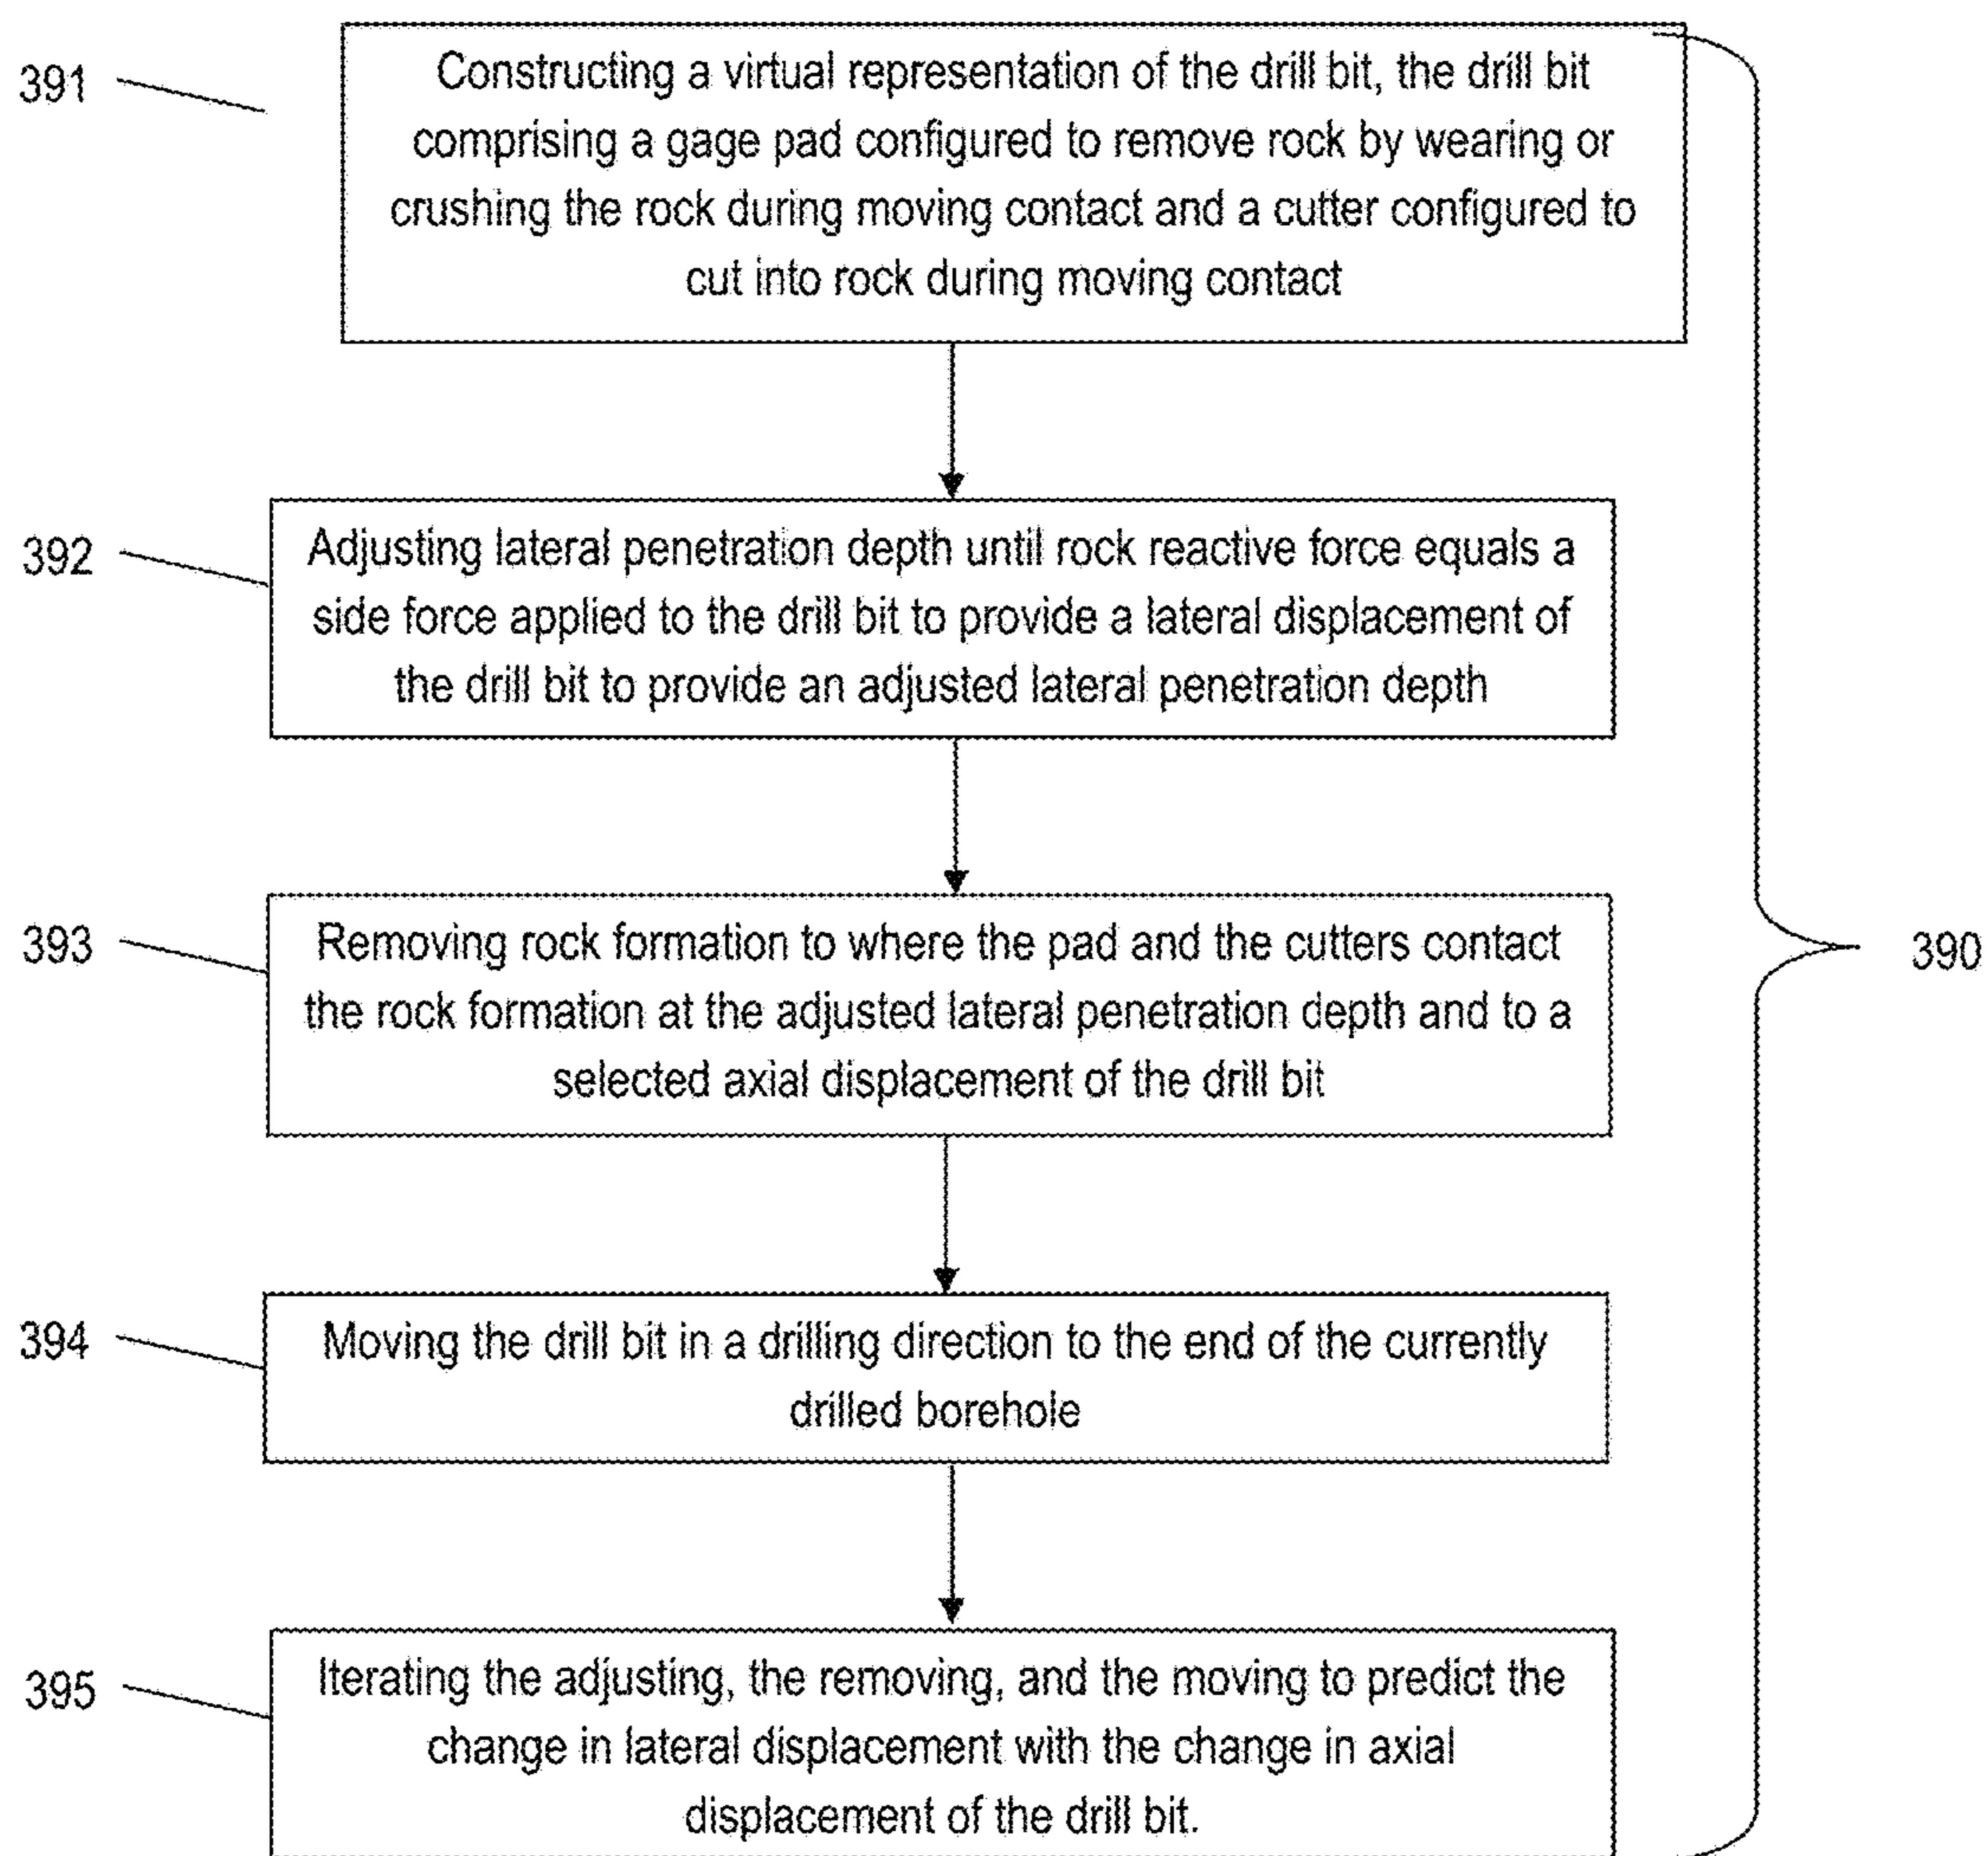 391
Constructing a virtual representation of the drill bit, the drill bit
comprising a gage pad configured to remove rock by wearing or
crushing the rock during moving contact and a cutter configured to
cut into rock during moving contact
392
Adjusting lateral penetration depth until rock reactive force equals a
side force applied to the drill bit to provide a lateral displacement of
the drill bit to provide an adjusted lateral penetration depth
393
Removing rock formation to where the pad and the cutters contact
the rock formation at the adjusted lateral penetration depth and to a
selected axial displacement of the drill bit
390
394
Moving the drill bit in a drilling direction to the end of the currently
drilled borehole
395
Iterating the adjusting, the removing, and the moving to predict the
change in lateral displacement with the change in axial
displacement of the drill bit.